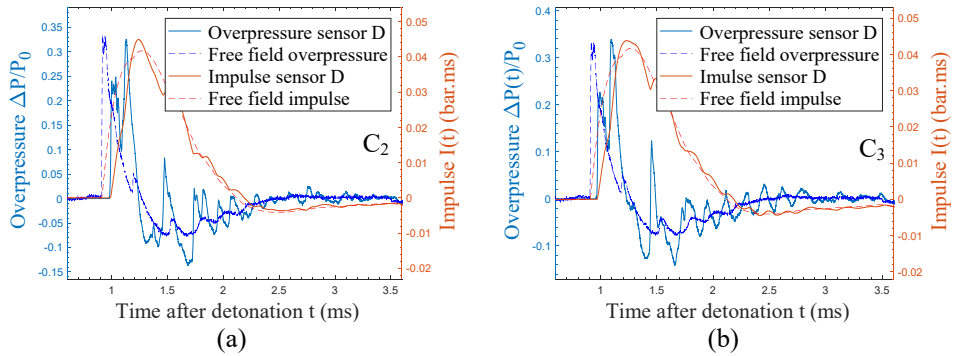 Overpressure ΔP/P0
0.35
0.3
0.25
0.2
0.15
0.1
0.05
0
-0.05
-0.1
-0.15
Overpressure sensor D
Free field overpressure
Impulse sensor D
Free field impulse
C2
0.05
0.04
0.03
0.02
0.01
0
-0.01
-0.02
Impulse I(t) (bar.ms)
1 1.5 2 2.5 3 3.5
Time after detonation t (ms)
(a)
Overpressure ΔP(t)/P0
0.4
0.3
0.2
0.1
0
-0.1
Overpressure sensor D
Free field overpressure
Imulse sensor D
Free field impulse
C3
0.05
0.04
0.03
0.02
0.01
0
-0.01
-0.02
Impulse I(t) (bar.ms)
1 1.5 2 2.5 3 3.5
Time after detonation t (ms)
(b)